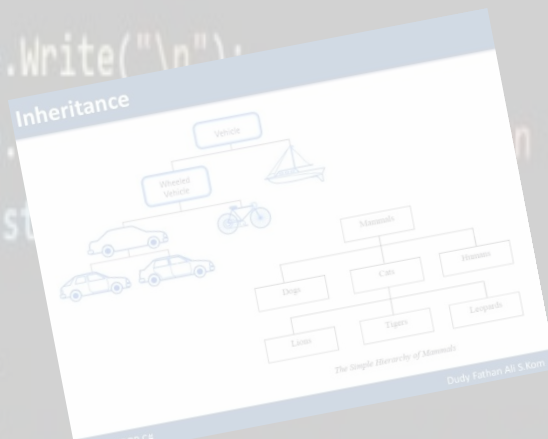 .Write("\n");
Inheritance
Vehicle
Wheeled
Vehicle
Mammals
Dogs
Cats
Humans
Lions
Tigers
Leopards
The Simple Hierarchy of Mammals
Dudy Fathan Ali S.Kom